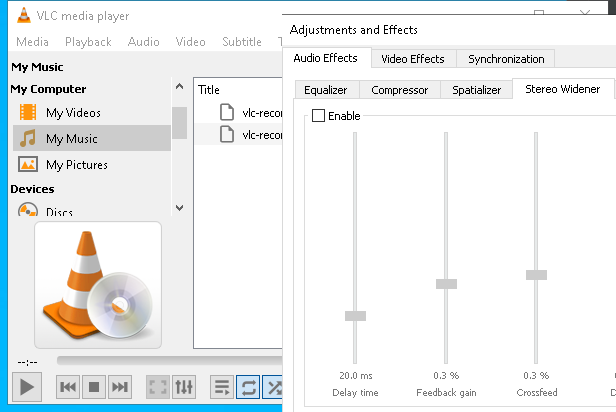 VLC media player
Media Playback Audio Video Subtitle
My Music
My Computer
My Videos
My Music
My Pictures
Devices
Discs
Title
vlc-recor
vlc-recor
--:--
Adjustments and Effects
Audio Effects Video Effects Synchronization
Equalizer Compressor Spatializer Stereo Widener
Enable
20.0 ms 0.3 % 0.3 %
Delay time Feedback gain Crossfeed